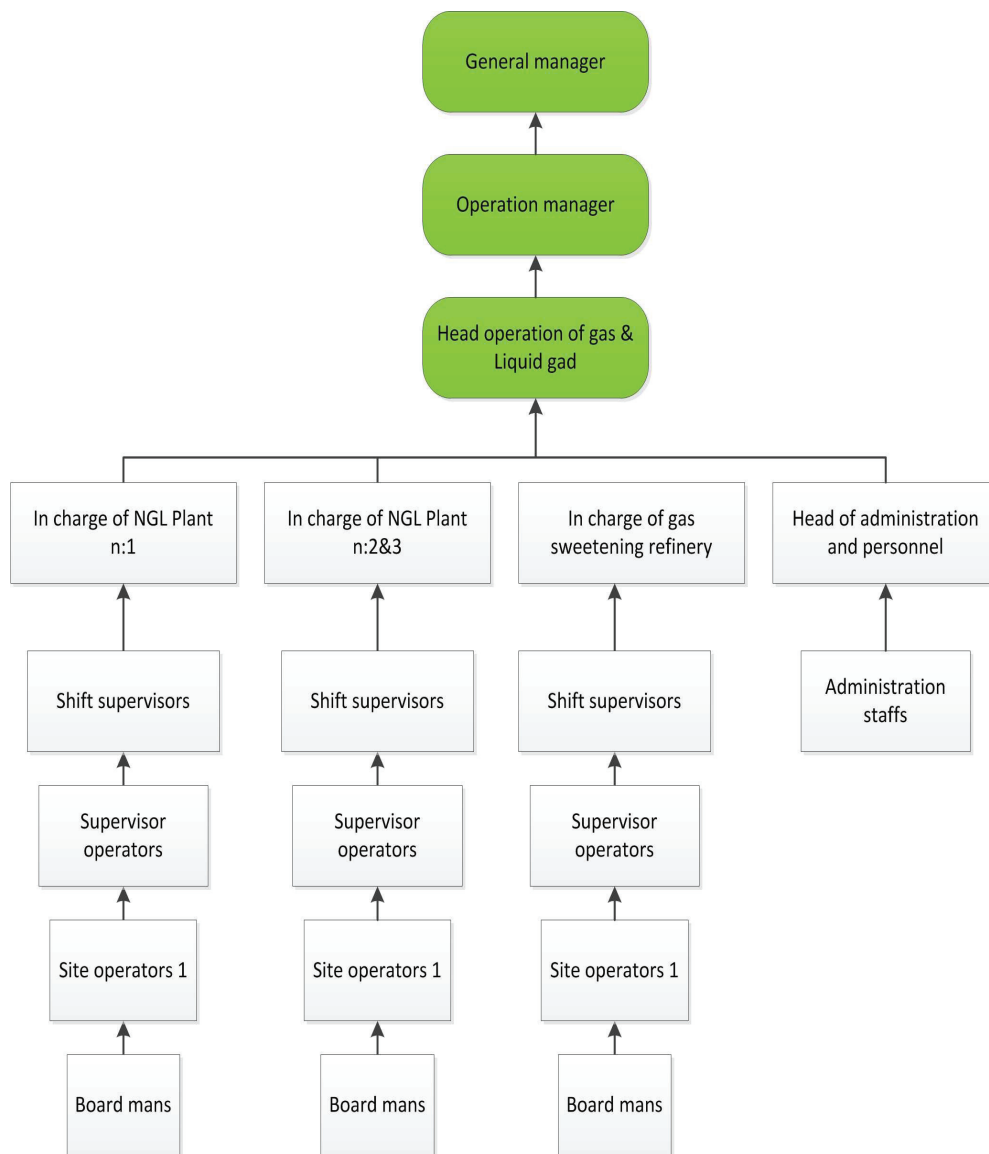 General manager
Operation manager
Head operation of gas &
Liquid gad
In charge of NGL Plant
n:1
In charge of NGL Plant
n:2&3
In charge of gas
sweetening refinery
Head of administration
and personnel
Shift supervisors
Shift supervisors
Shift supervisors
Administration
staffs
Supervisor
operators
Supervisor
operators
Supervisor
operators
Site operators 1
Site operators 1
Site operators 1
Board mans
Board mans
Board mans